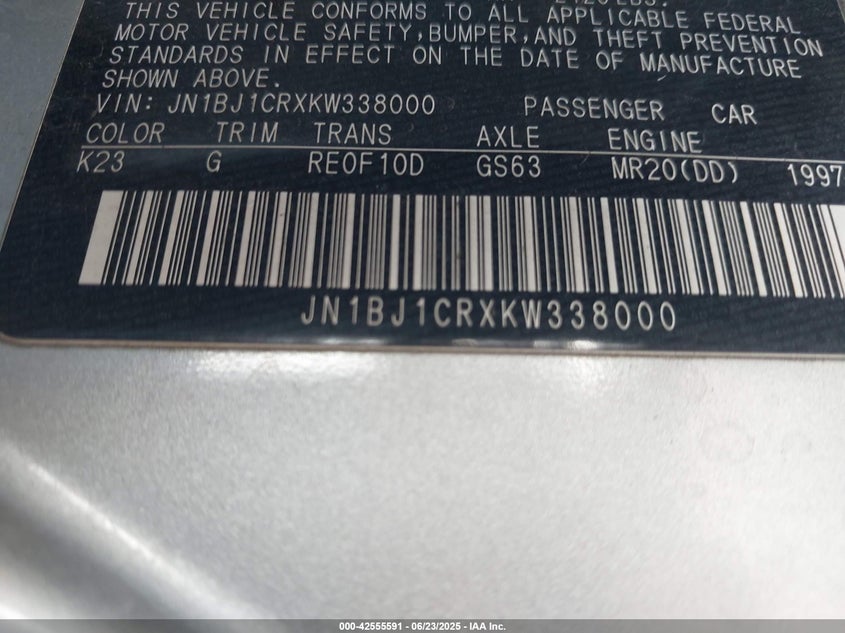 THIS VEHICLE CONFORMS TO ALL APPLICABLE FEDERAL
MOTOR VEHICLE SAFETY, BUMPER, AND THEFT PREVENTION
STANDARDS IN EFFECT ON THE DATE OF MANUFACTURE
SHOWN ABOVE.
VIN: JN1BJ1CRXKW338000 PASSENGER CAR
COLOR TRIM TRANS AXLE ENGINE
K23 G RE0F10D GS63 MR20(DD) 1997
JN1BJ1CRXKW338000
000-42555591 | 06/23/2025 - IAA Inc.